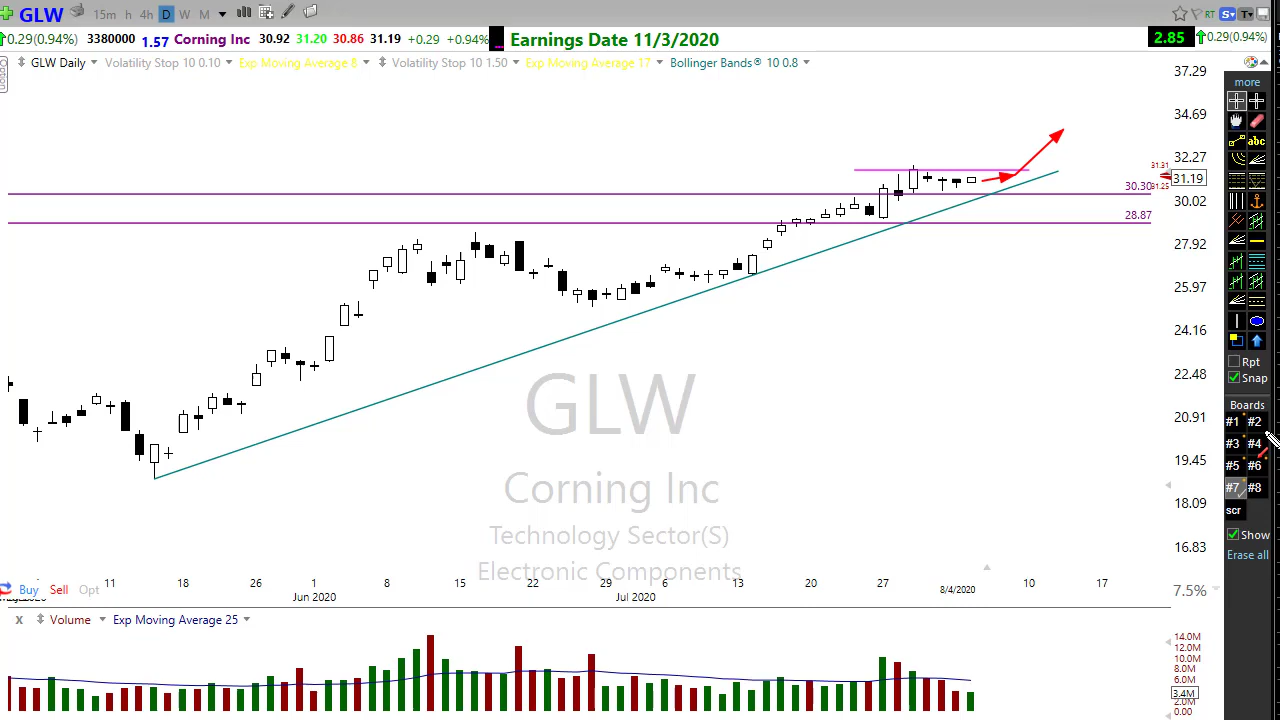 GLW 15m h 4h D W M RT S T
0.29(0.94%) 3380000 1.57 Corning Inc 30.92 31.20 30.86 31.19 +0.29 +0.94% Earnings Date 11/3/2020 2.85 0.29(0.94%)
GLW Daily Volatility Stop 10 0.10 Exp Moving Average 8 Volatility Stop 10 1.50 Exp Moving Average 17 Bollinger Bands® 10 0.8
Option
37.29
34.69
32.27
31.31
31.19
31.25
30.30
30.02
28.87
27.92
25.97
24.16
22.48
20.91
19.45
18.09
16.83
GLW
Corning Inc
Technology Sector(S)
Electronic Components
11 18 26 1 8 15 22 29 6 13 20 27 10 17
Jun 2020 Jul 2020 8/4/2020
Buy Sell Opt 7.5%
X Volume Exp Moving Average 25
14.0M
12.0M
10.0M
8.0M
6.0M
3.4M
2.0M
0.00
more
abc
Rpt
Snap
Boards
#1 #2
#3 #4
#5 #6
#7 #8
scr
Show
Erase all